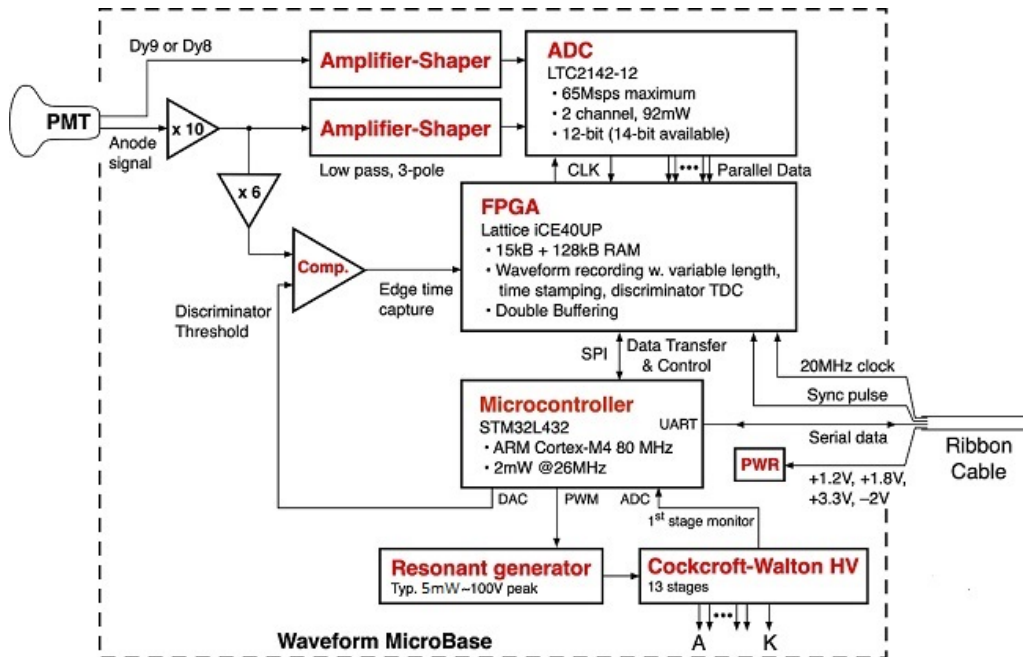 Dy9 or Dy8
Amplifier-Shaper
ADC
LTC2142-12
• 65Msps maximum
• 2 channel, 92mW
• 12-bit (14-bit available)
PMT
x 10
Anode
signal
Amplifier-Shaper
Low pass, 3-pole
CLK
Parallel Data
x 6
FPGA
Lattice iCE40UP
• 15kB + 128kB RAM
• Waveform recording w. variable length,
time stamping, discriminator TDC
• Double Buffering
Comp.
Edge time
capture
Discriminator
Threshold
SPI
Data Transfer
& Control
20MHz clock
Sync pulse
Microcontroller
STM32L432
• ARM Cortex-M4 80 MHz
• 2mW @26MHz
UART
Serial data
Ribbon
Cable
PWR
+1.2V, +1.8V,
+3.3V, –2V
DAC
PWM
ADC
1st stage monitor
Resonant generator
Typ. 5mW~100V peak
Cockcroft-Walton HV
13 stages
A
K
Waveform MicroBase